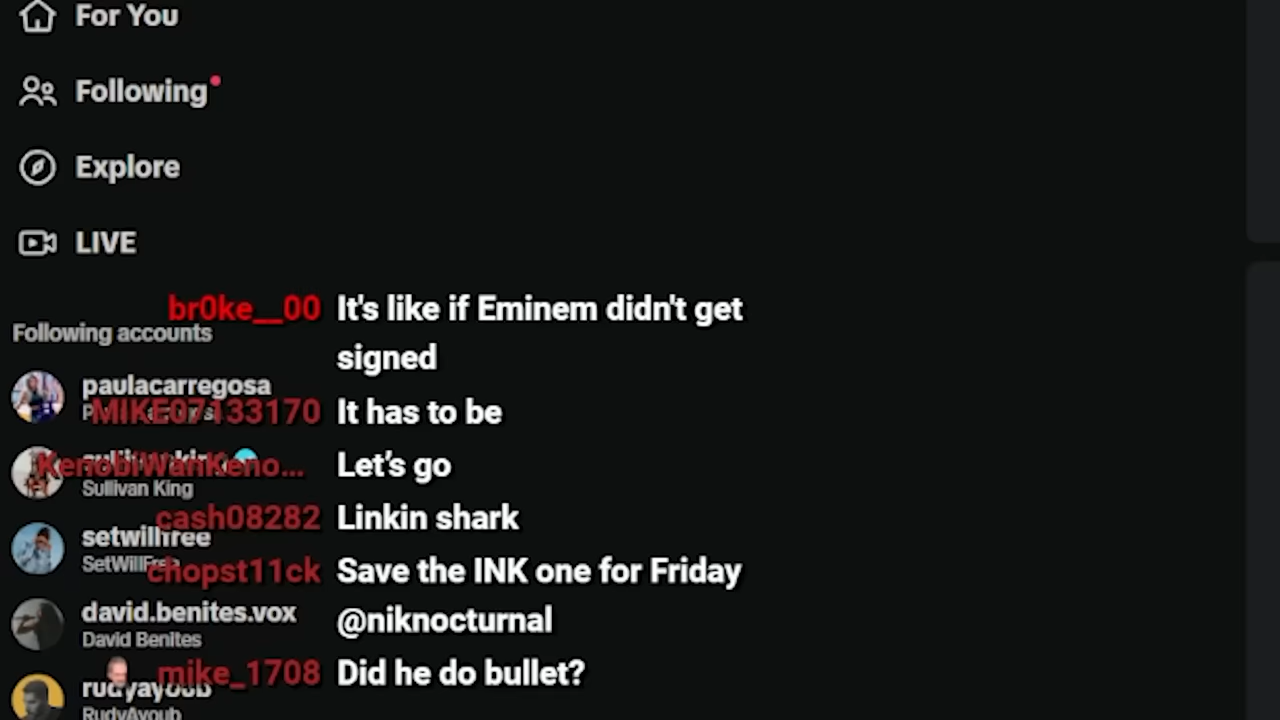 For You
Following
Explore
LIVE
br0ke__00 It's like if Eminem didn't get
signed
Following accounts
paulacarregosa
MIKE07133170 It has to be
KenobiWanKeno... Let's go
Sullivan King
cash08282 Linkin shark
setwillfree
SetWillFree
chopst11ck Save the INK one for Friday
@niknocturnal
david.benites.vox
David Benites
mike_1708 Did he do bullet?
rudyayoub
RudyAyoub